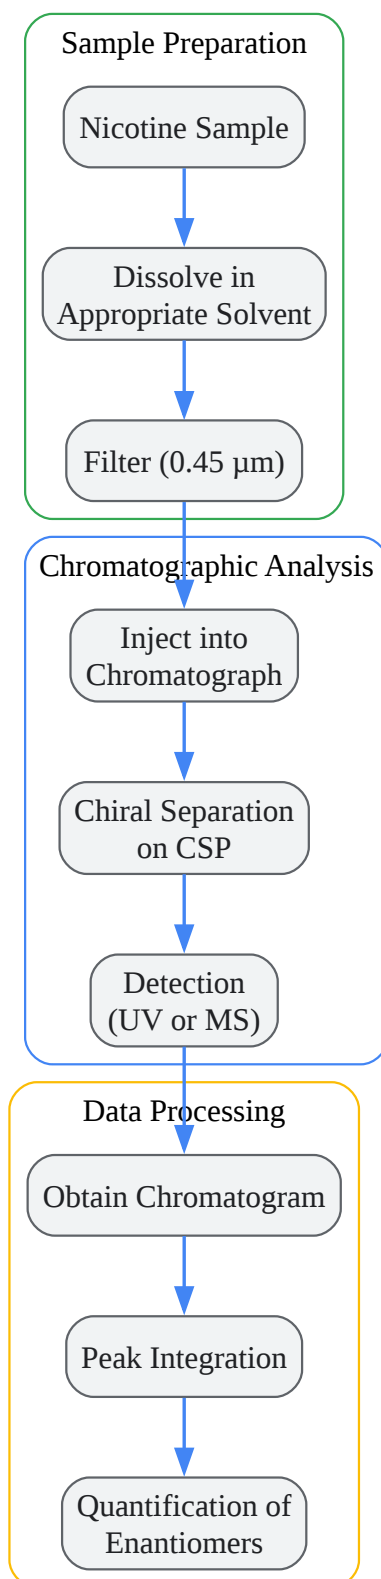 Sample Preparation
Nicotine Sample
Dissolve in
Appropriate Solvent
Filter (0.45 µm)
Chromatographic Analysis
Inject into
Chromatograph
Chiral Separation
on CSP
Detection
(UV or MS)
Data Processing
Obtain Chromatogram
Peak Integration
Quantification of
Enantiomers